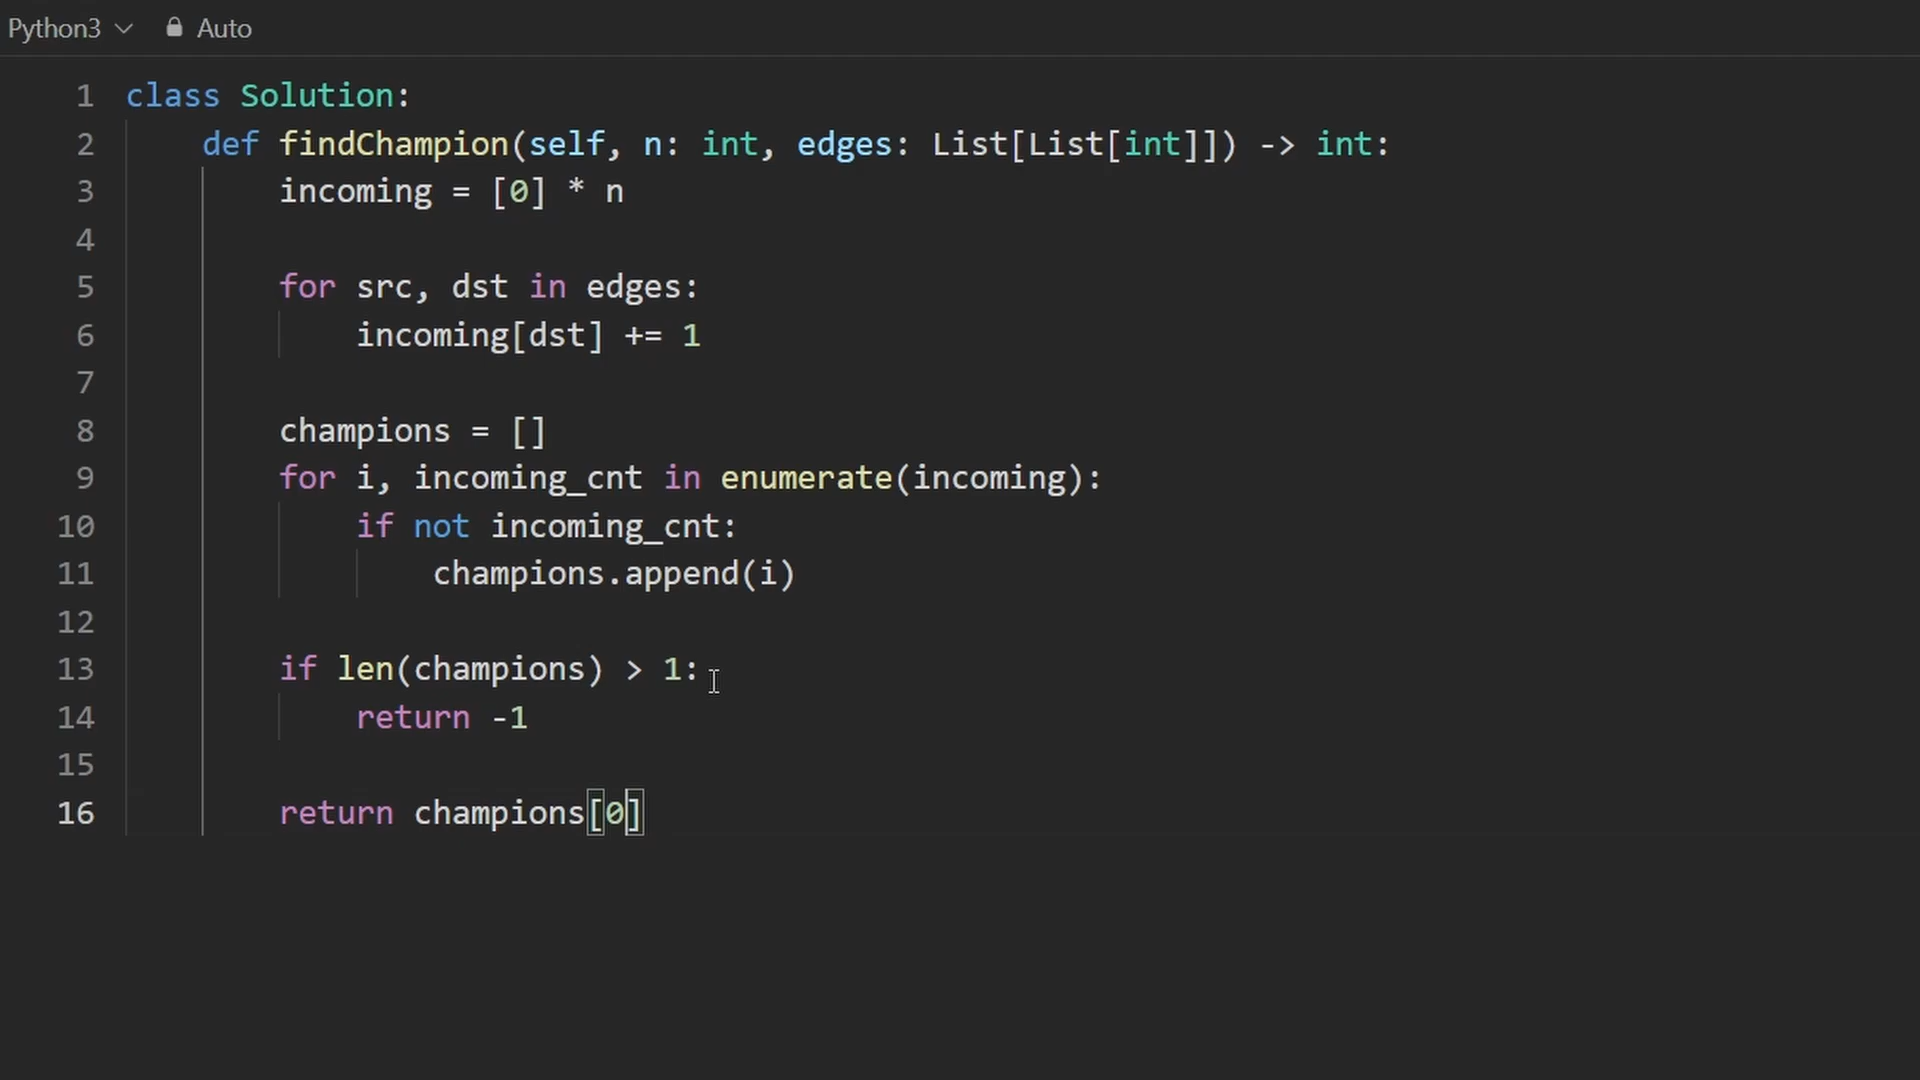 Python3 Auto
1 class Solution:
2 def findChampion(self, n: int, edges: List[List[int]]) -> int:
3 incoming = [0] * n
4
5 for src, dst in edges:
6 incoming[dst] += 1
7
8 champions = []
9 for i, incoming_cnt in enumerate(incoming):
10 if not incoming_cnt:
11 champions.append(i)
12
13 if len(champions) > 1:
14 return -1
15
16 return champions[0]